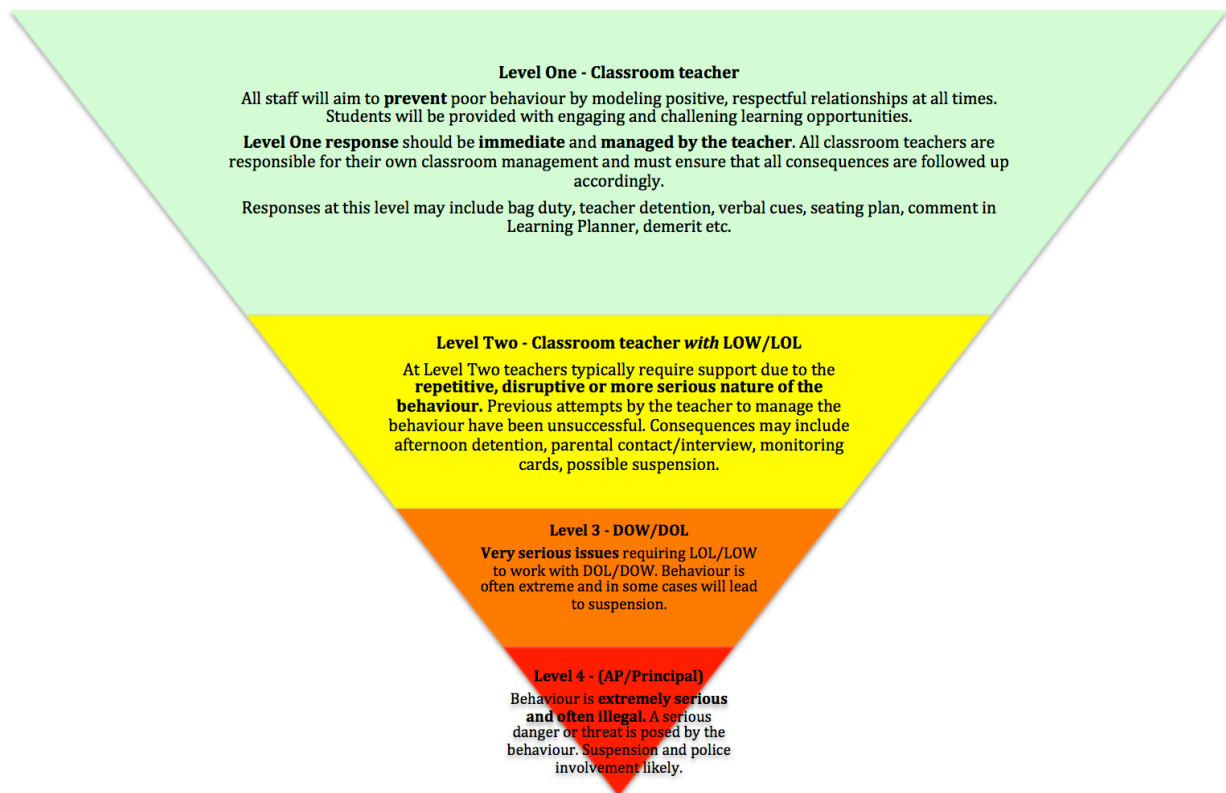 Level One - Classroom teacher
All staff will aim to prevent poor behaviour by modeling positive, respectful relationships at all times.
Students will be provided with engaging and challening learning opportunities.
Level One response should be immediate and managed by the teacher. All classroom teachers are
responsible for their own classroom management and must ensure that all consequences are followed up
accordingly.
Responses at this level may include bag duty, teacher detention, verbal cues, seating plan, comment in
Learning Planner, demerit etc.
Level Two - Classroom teacher with LOW/LOL
At Level Two teachers typically require support due to the
repetitive, disruptive or more serious nature of the
behaviour. Previous attempts by the teacher to manage the
behaviour have been unsuccessful. Consequences may include
afternoon detention, parental contact/interview, monitoring
cards, possible suspension.
Level 3 - DOW/DOL
Very serious issues requiring LOL/LOW
to work with DOL/DOW. Behaviour is
often extreme and in some cases will lead
to suspension.
Level 4 - (AP/Principal)
Behaviour is extremely serious
and often illegal. A serious
danger or threat is posed by the
behaviour. Suspension and police
involvement likely.